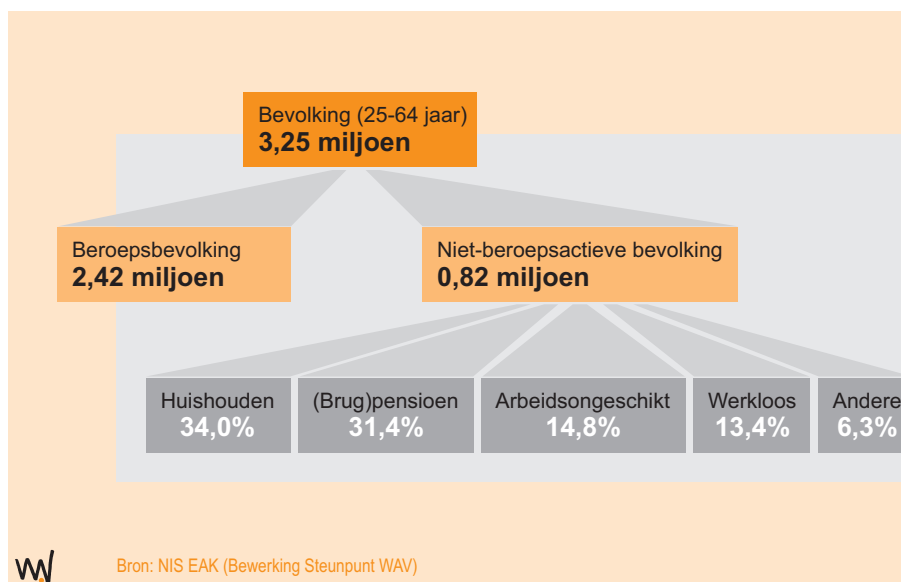 Bevolking (25-64 jaar)
3,25 miljoen
Beroepsbevolking
2,42 miljoen
Niet-beroepsactieve bevolking
0,82 miljoen
Huishouden
34,0%
(Brug)pensioen
31,4%
Arbeidsongeschikt
14,8%
Werkloos
13,4%
Andere
6,3%
Bron: NIS EAK (Bewerking Steunpunt WAV)